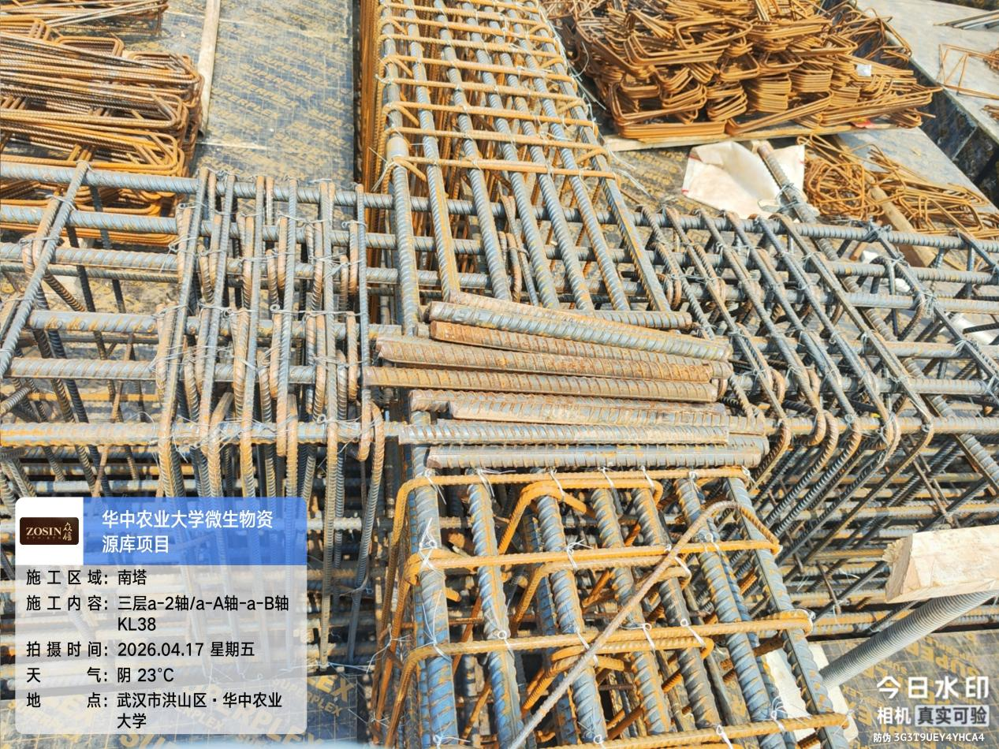 ZOSIN 众信
华中农业大学微生物资
源库项目
施工区域：南塔
施工内容：三层a-2轴/a-A轴-a-B轴
KL38
拍摄时间：2026.04.17 星期五
天气：阴 23℃
地点：武汉市洪山区·华中农业
大学
今日水印
相机 真实可验
防伪 3G3T9UEY4YHCA4